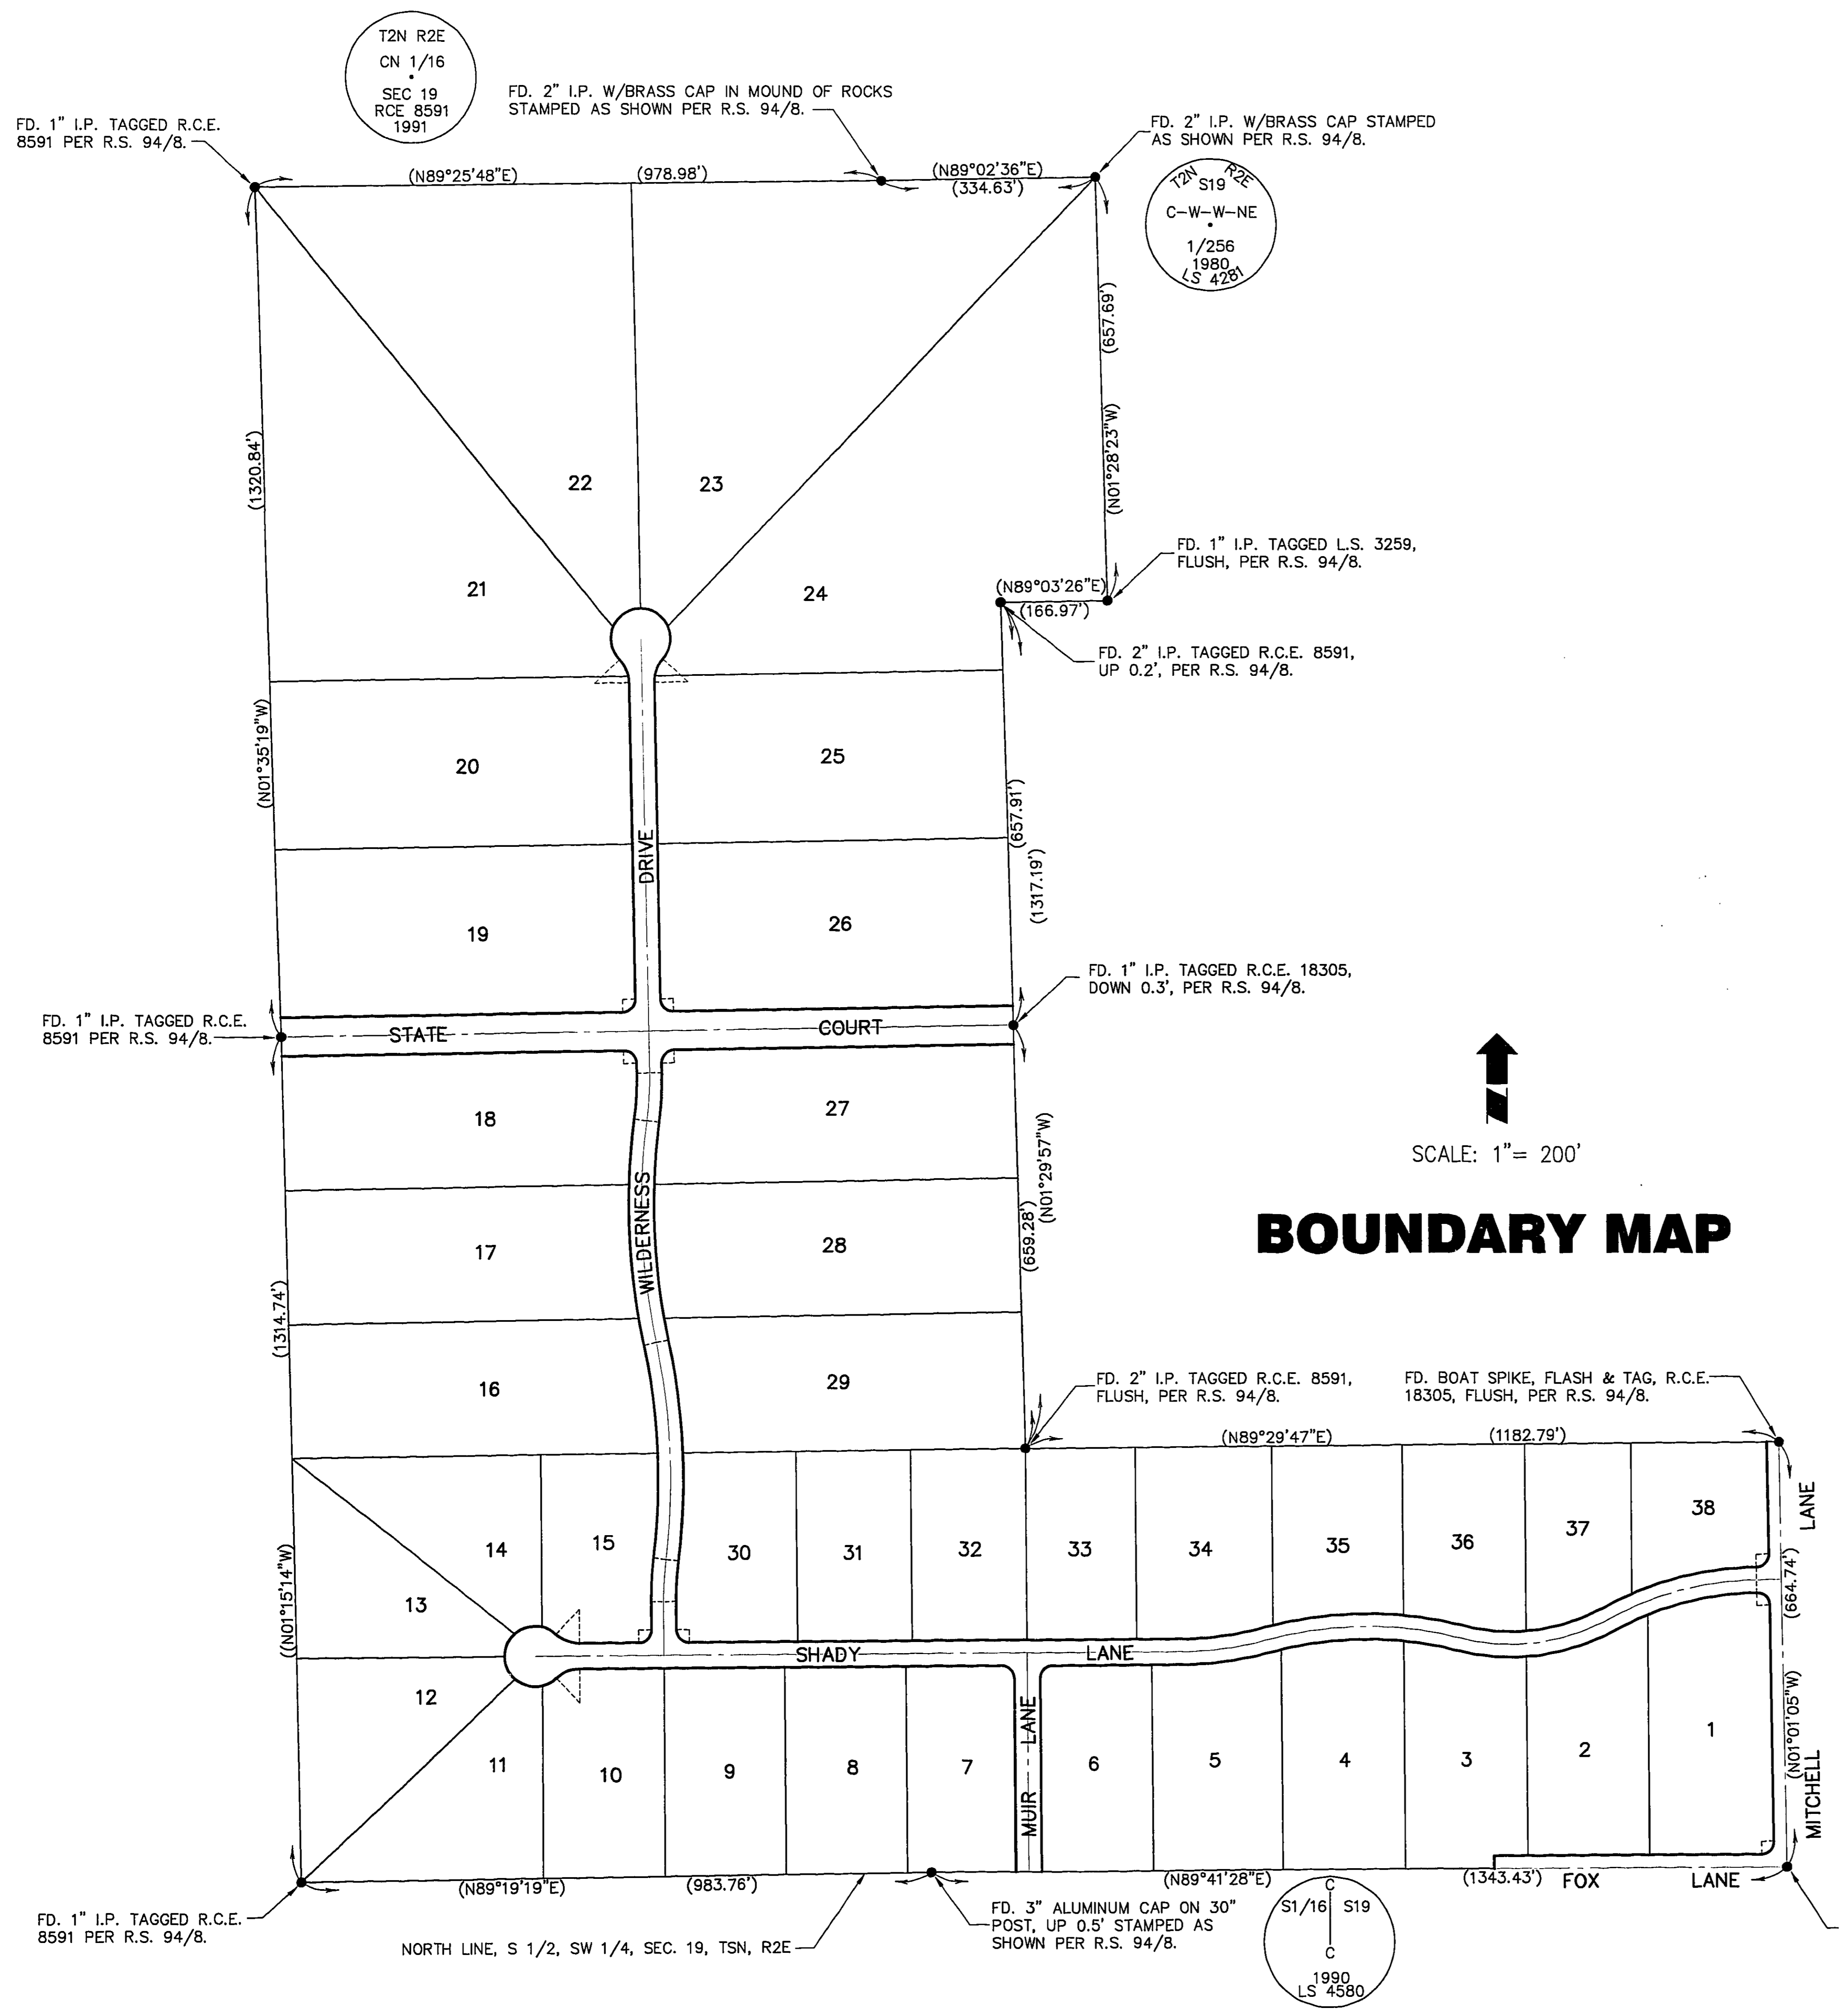 T2N R2E
CN 1/16
SEC 19
RCE 8591
1991
FD. 2" I.P. W/BRASS CAP IN MOUND OF ROCKS
STAMPED AS SHOWN PER R.S. 94/8.
FD. 1" I.P. TAGGED R.C.E.
8591 PER R.S. 94/8.
FD. 2" I.P. W/BRASS CAP STAMPED
AS SHOWN PER R.S. 94/8.
(N89°25'48"E)
(978.98')
(N89°02'36"E)
(334.63')
T2N R2E
S19
C-W-W-NE
1/256
1980
LS 4281
(657.69')
(N01°28'23"W)
(1320.84')
22
23
21
24
FD. 1" I.P. TAGGED L.S. 3259,
FLUSH, PER R.S. 94/8.
(N89°03'26"E)
(166.97')
FD. 2" I.P. TAGGED R.C.E. 8591,
UP 0.2', PER R.S. 94/8.
(N01°35'19"W)
20
25
DRIVE
(657.91')
(1317.19')
19
26
FD. 1" I.P. TAGGED R.C.E. 18305,
DOWN 0.3', PER R.S. 94/8.
FD. 1" I.P. TAGGED R.C.E.
8591 PER R.S. 94/8.
STATE
COURT
18
27
(N01°29'57"W)
SCALE: 1"= 200'
WILDERNESS
(659.28')
BOUNDARY MAP
17
28
(1314.74')
16
29
FD. 2" I.P. TAGGED R.C.E. 8591,
FLUSH, PER R.S. 94/8.
FD. BOAT SPIKE, FLASH & TAG, R.C.E.
18305, FLUSH, PER R.S. 94/8.
(N89°29'47"E)
(1182.79')
LANE
14
15
30
31
32
33
34
35
36
37
38
(N01°15'14"W)
13
(664.74')
SHADY
LANE
12
MUIR LANE
(N01°01'05"W)
MITCHELL
11
10
9
8
7
6
5
4
3
2
1
(N89°19'19"E)
(983.76')
(N89°41'28"E)
(1343.43')
FOX
LANE
FD. 1" I.P. TAGGED R.C.E.
8591 PER R.S. 94/8.
NORTH LINE, S 1/2, SW 1/4, SEC. 19, TSN, R2E
FD. 3" ALUMINUM CAP ON 30"
POST, UP 0.5' STAMPED AS
SHOWN PER R.S. 94/8.
C
S1/16 S19
C
1990
LS 4580